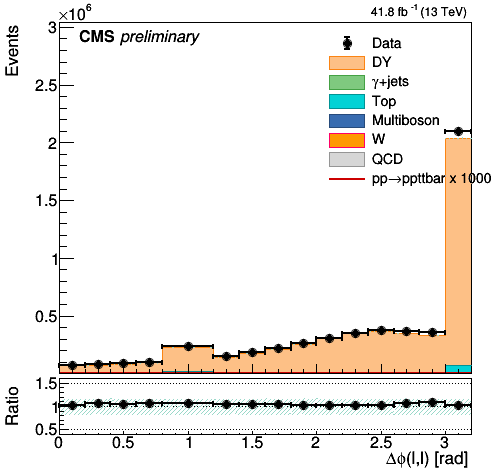 ×10⁶
41.8 fb⁻¹ (13 TeV)
CMS preliminary
Events
3
2.5
2
1.5
1
0.5
Data
DY
γ+jets
Top
Multiboson
W
QCD
pp→ppttbar x 1000
Ratio
1.5
1.0
0.5
0 0.5 1 1.5 2 2.5 3
Δϕ(l,l) [rad]